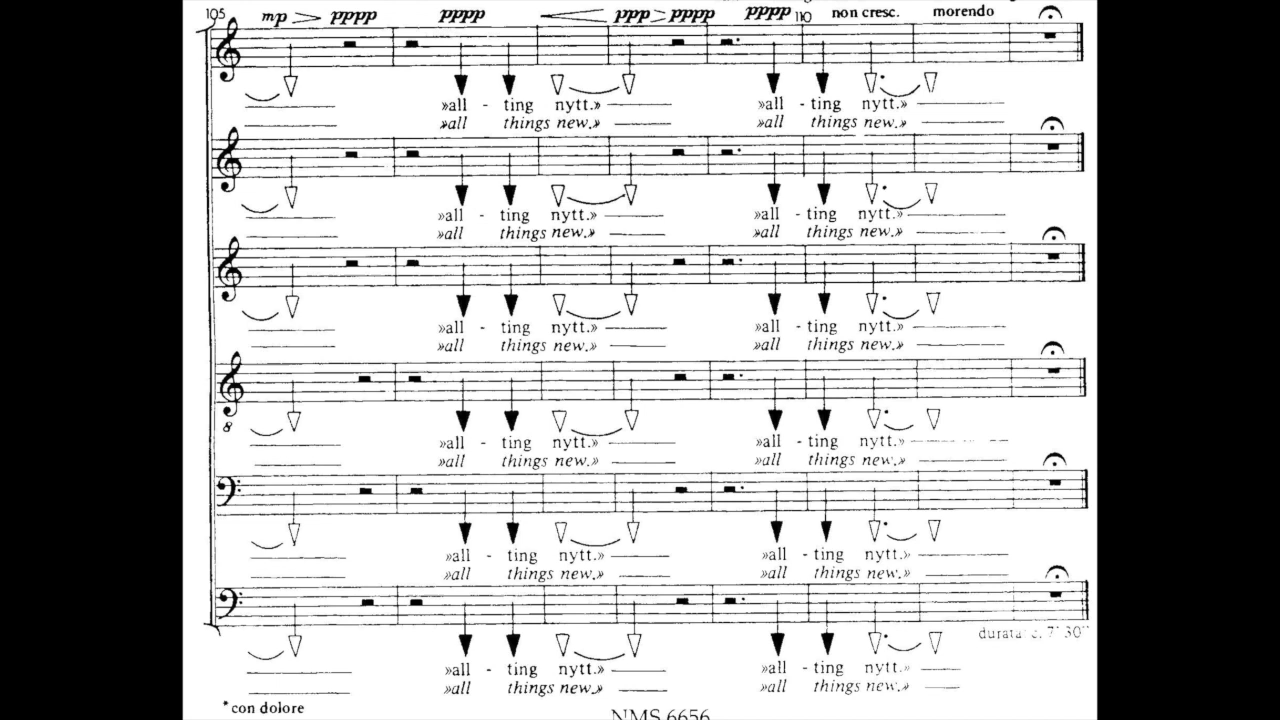 105 mp pppp pppp ppp pppp pppp 110 non cresc. morendo
»all - ting nytt.» »all - ting nytt.»
»all things new.» »all things new.»
»all - ting nytt.» »all - ting nytt.»
»all things new.» »all things new.»
»all - ting nytt.» »all - ting nytt.»
»all things new.» »all things new.»
8
»all - ting nytt.» »all - ting nytt.»
»all things new.» »all things new.»
»all - ting nytt.» »all - ting nytt.»
»all things new.» »all things new.»
durata: c. 7' 30''
»all - ting nytt.» »all - ting nytt.»
»all things new.» »all things new.»
*con dolore
NMS 6656